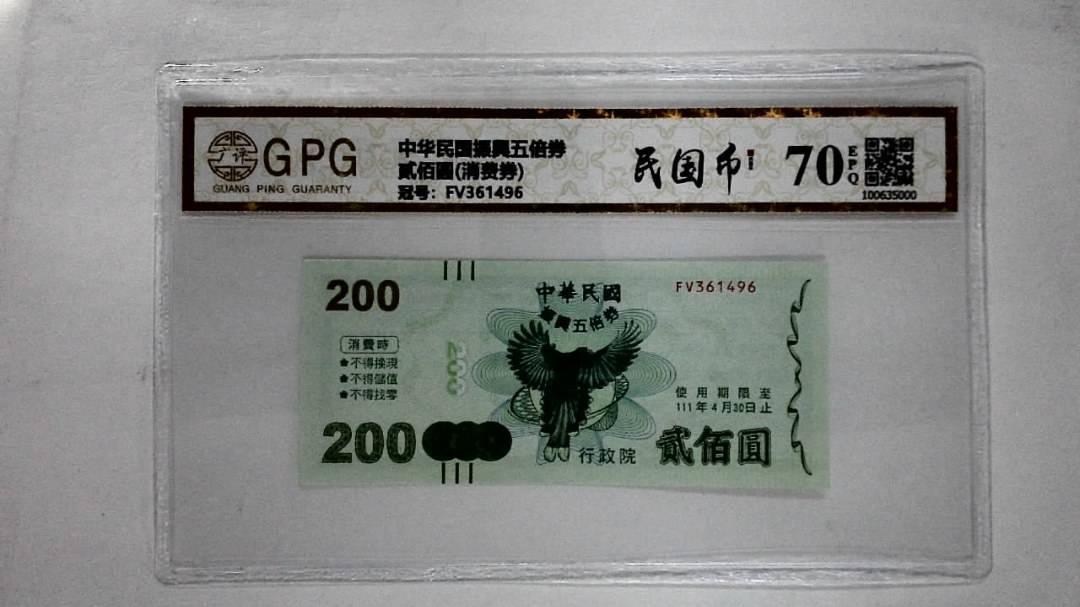 GPG
GUANG PING GUARANTY
中华民国振興五倍券
貳佰圓(消费券)
冠号: FV361496
民国币
70
EPQ
100635000
200
中華民國
振興五倍券
FV361496
消費時
不得換現
不得儲值
不得找零
200
使用期限至
111年4月30日止
200
行政院
貳佰圓